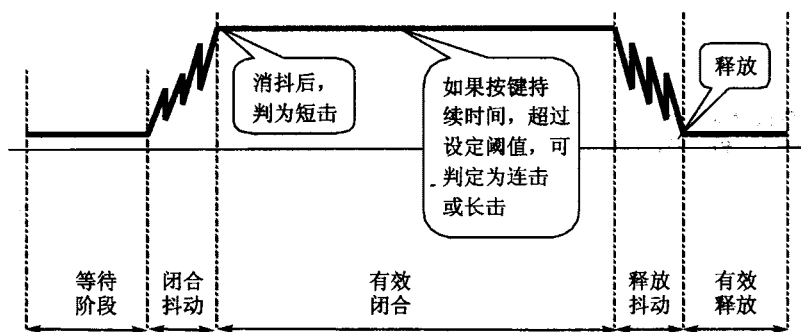 消抖后，
判为短击
如果按键持
续时间，超过
设定阈值，可
判定为连击
或长击
释放
等待
阶段
闭合
抖动
有效
闭合
释放
抖动
有效
释放